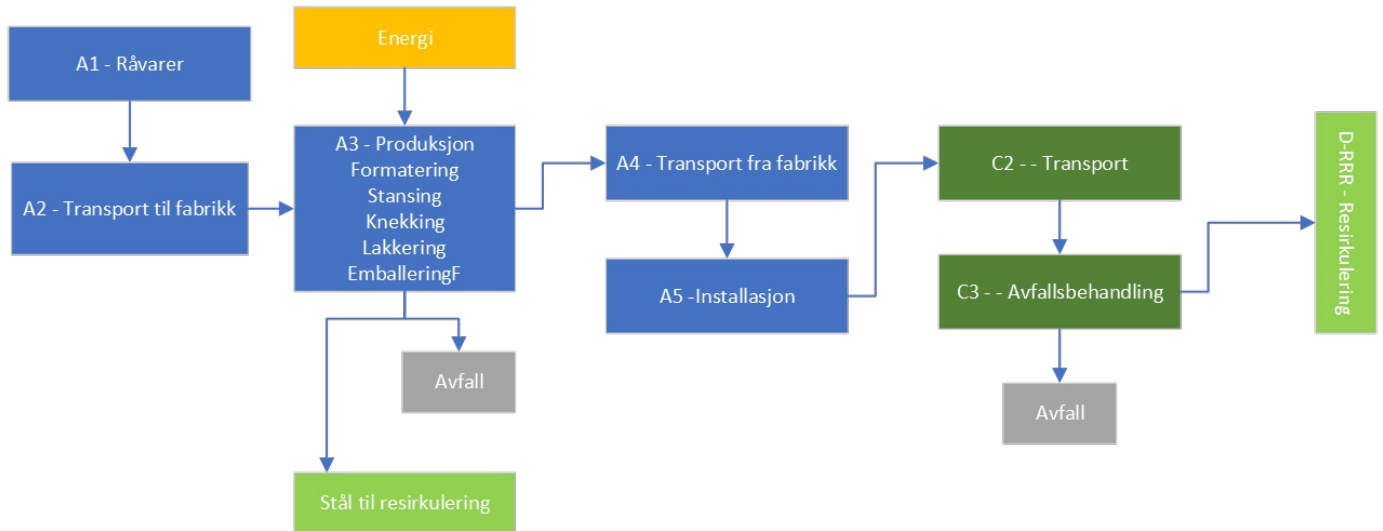 A1 - Råvarer
A2 - Transport til fabrikk
Energi
A3 - Produksjon
Formatering
Stansing
Knekking
Lakkering
EmballeringF
Avfall
Stål til resirkulering
A4 - Transport fra fabrikk
A5 -Installasjon
C2 - - Transport
C3 - - Avfallsbehandling
Avfall
D-RRR - Resirkulering